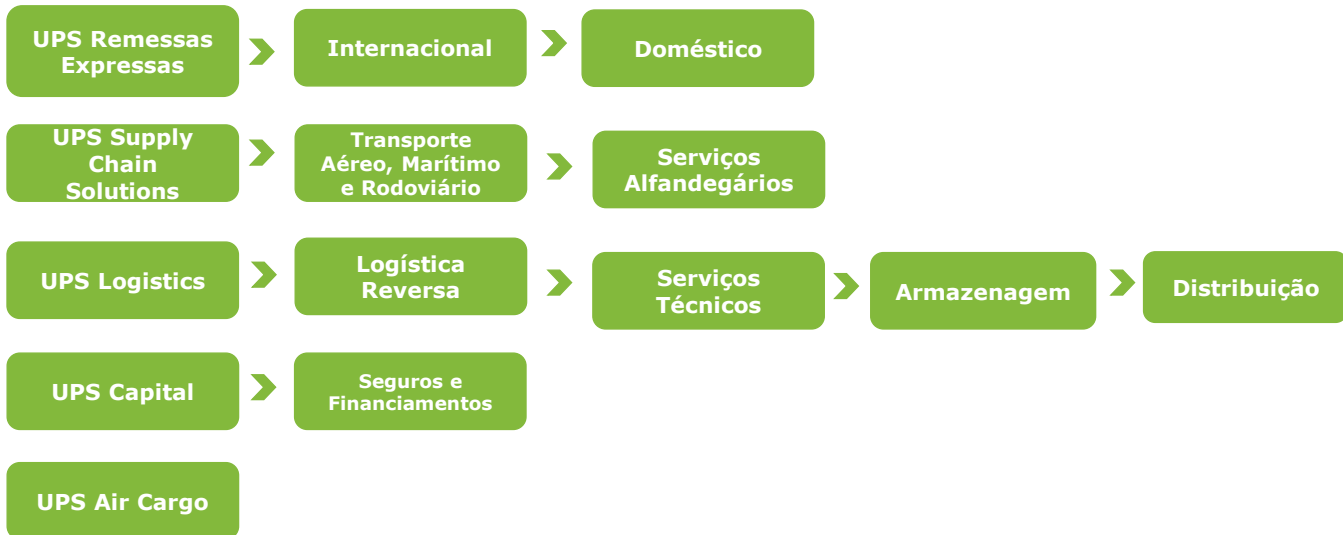 UPS Remessas
Expressas
Internacional
Doméstico
UPS Supply
Chain
Solutions
Transporte
Aéreo, Marítimo
e Rodoviário
Serviços
Alfandegários
UPS Logistics
Logística
Reversa
Serviços
Técnicos
Armazenagem
Distribuição
UPS Capital
Seguros e
Financiamentos
UPS Air Cargo